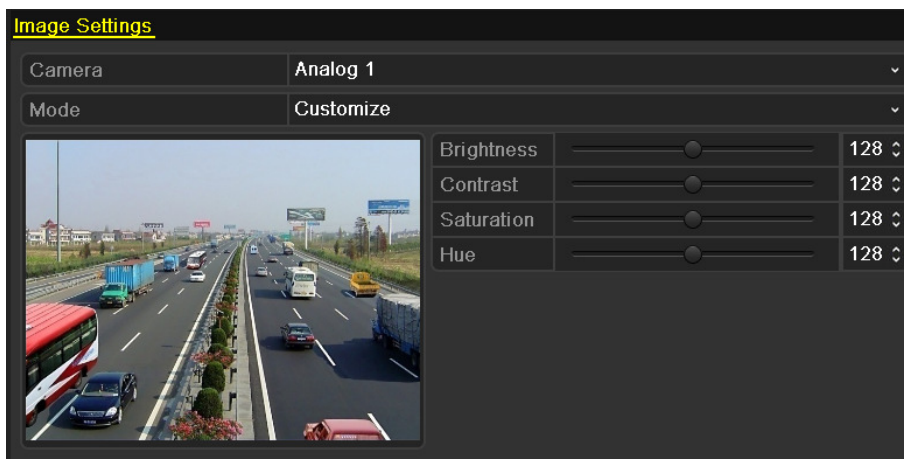 Image Settings
Camera Analog 1
Mode Customize
Brightness 128
Contrast 128
Saturation 128
Hue 128